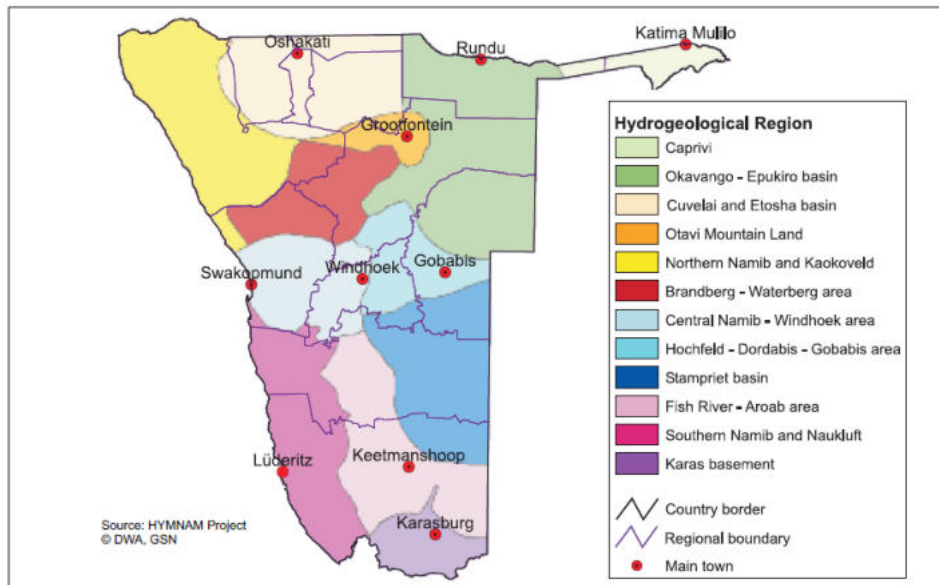 Oshakati
Rundu
Katima Mulilo
Grootfontein
Swakopmund
Windhoek
Gobabis
Lüderitz
Keetmanshoop
Karasburg
Source: HYMNAM Project
© DWA, GSN
Hydrogeological Region
Caprivi
Okavango - Epukiro basin
Cuvelai and Etosha basin
Otavi Mountain Land
Northern Namib and Kaokoveld
Brandberg - Waterberg area
Central Namib - Windhoek area
Hochfeld - Dordabis - Gobabis area
Stampriet basin
Fish River - Aroab area
Southern Namib and Naukluft
Karas basement
Country border
Regional boundary
Main town